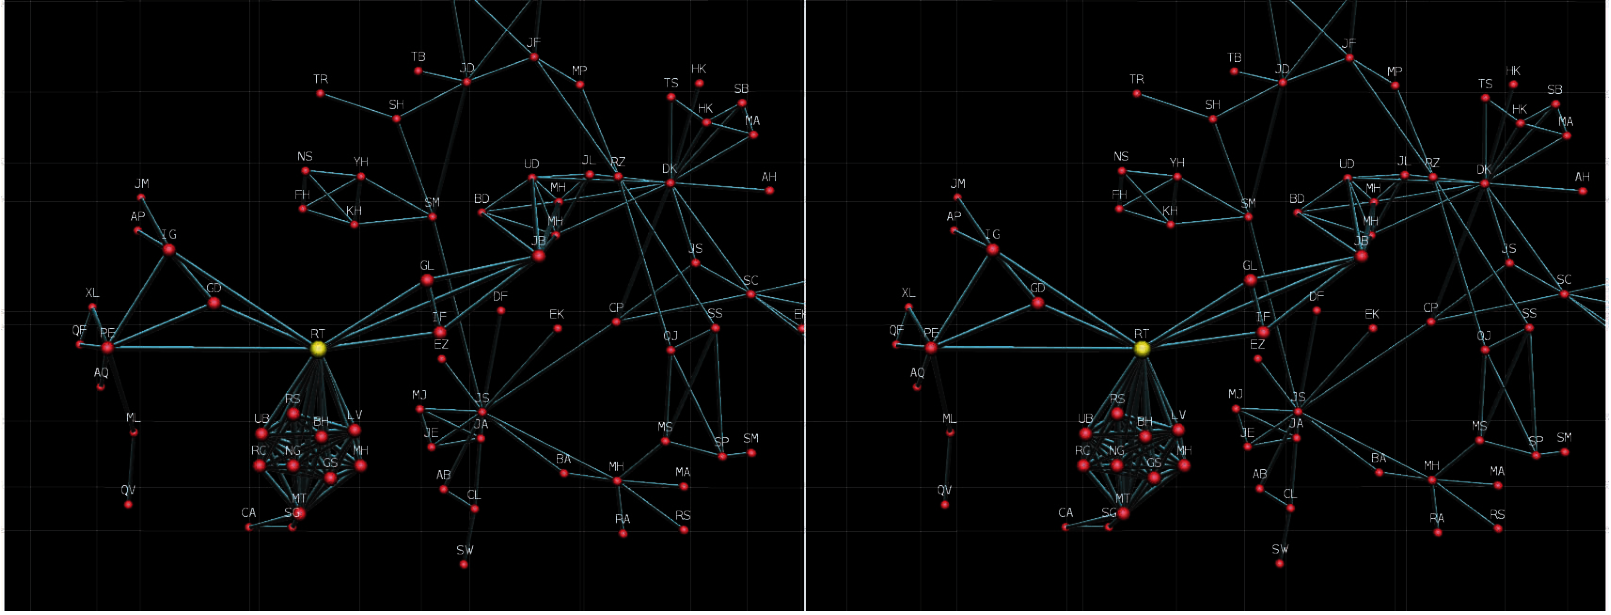 JF
TB
JD
HK
TR
MP
TS
SB
SH
HK
MA
NS
YH
UD
JL
RZ
DK
AH
JM
MH
FH
KH
SM
BD
AP
IG
MH
JB
JS
GL
SC
XL
GD
DF
CP
EK
QF
PF
RT
EZ
SS
OJ
AQ
RS
MJ
JS
ML
UB
BH
LV
JE
JA
MS
SP
SM
RG
NG
GS
MH
AB
BA
MH
MA
QV
MT
CL
CA
SG
RA
RS
SW
JF
TB
JD
HK
TR
MP
TS
SB
SH
HK
MA
NS
YH
UD
JL
RZ
DK
AH
JM
MH
FH
KH
SM
BD
AP
IG
MH
JB
JS
GL
SC
XL
GD
DF
CP
EK
QF
PF
RT
EZ
SS
OJ
AQ
RS
MJ
JS
ML
UB
BH
LV
JE
JA
MS
SP
SM
RG
NG
GS
MH
AB
BA
MH
MA
QV
MT
CL
CA
SG
RA
RS
SW